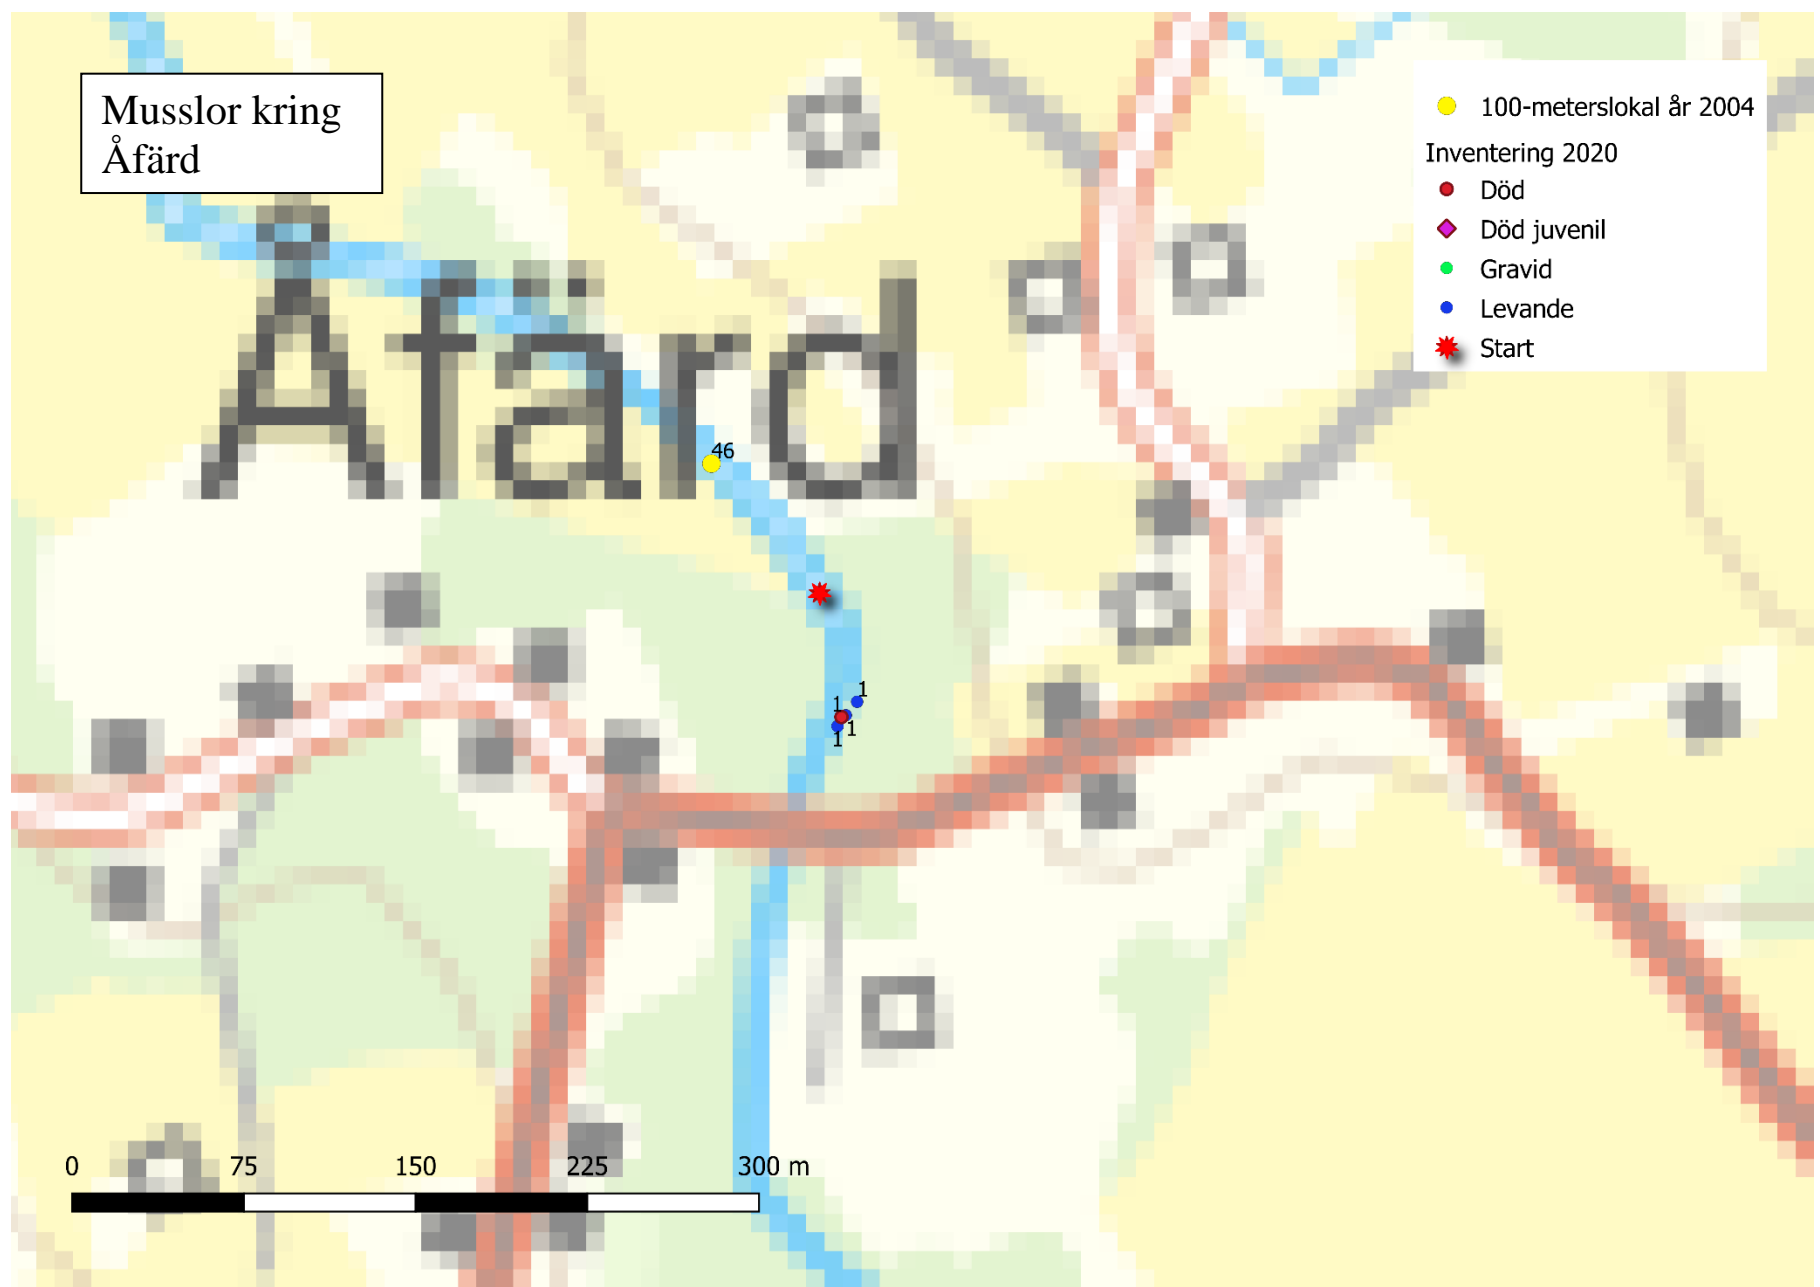 Musslor kring
Åfärd
100-meterslokal år 2004
Inventering 2020
Död
Död juvenil
Gravid
Levande
Start
Åfärd
46
1
1
1
1
0 75 150 225 300 m